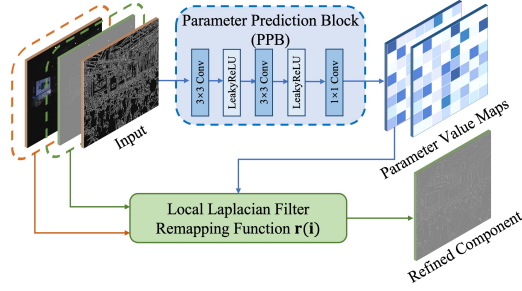 Parameter Prediction Block
(PPB)
3×3 Conv
LeakyReLU
3×3 Conv
LeakyReLU
1×1 Conv
Input
Parameter Value Maps
Local Laplacian Filter
Remapping Function r(i)
Refined Component